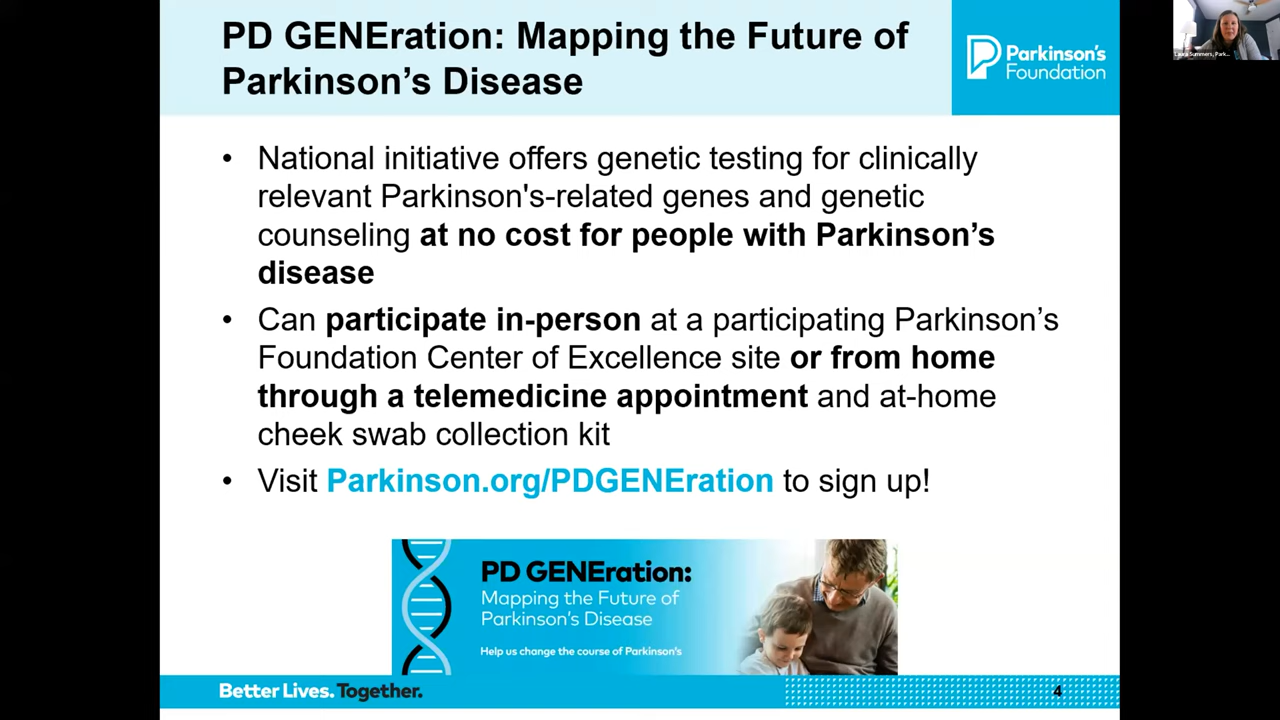 PD GENEration: Mapping the Future of
Parkinson's Disease
Parkinson's
Foundation
Summers, Park...
• National initiative offers genetic testing for clinically
relevant Parkinson's-related genes and genetic
counseling at no cost for people with Parkinson's
disease
• Can participate in-person at a participating Parkinson's
Foundation Center of Excellence site or from home
through a telemedicine appointment and at-home
cheek swab collection kit
• Visit Parkinson.org/PDGENEration to sign up!
PD GENEration:
Mapping the Future of
Parkinson's Disease
Help us change the course of Parkinson's
Better Lives. Together.
4